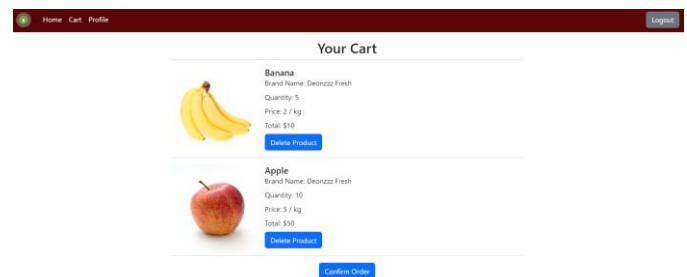 Home Cart Profile
Logout
Your Cart
Banana
Brand Name: Deonzzz Fresh
Quantity: 5
Price: 2 / kg
Total: $10
Delete Product
Apple
Brand Name: Deonzzz Fresh
Quantity: 10
Price: 5 / kg
Total: $50
Delete Product
Confirm Order